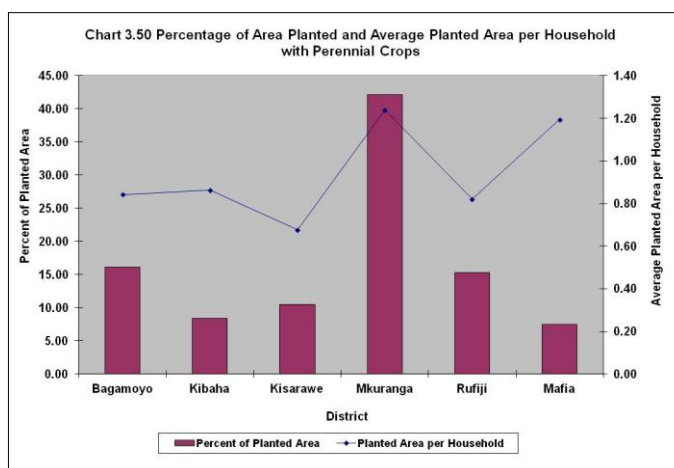 Chart 3.50 Percentage of Area Planted and Average Planted Area per Household
with Perennial Crops
45.00
40.00
35.00
30.00
25.00
20.00
15.00
10.00
5.00
0.00
Percent of Planted Area
1.40
1.20
1.00
0.80
0.60
0.40
0.20
0.00
Average Planted Area per Household
Bagamoyo Kibaha Kisarawe Mkuranga Rufiji Mafia
District
Percent of Planted Area Planted Area per Household